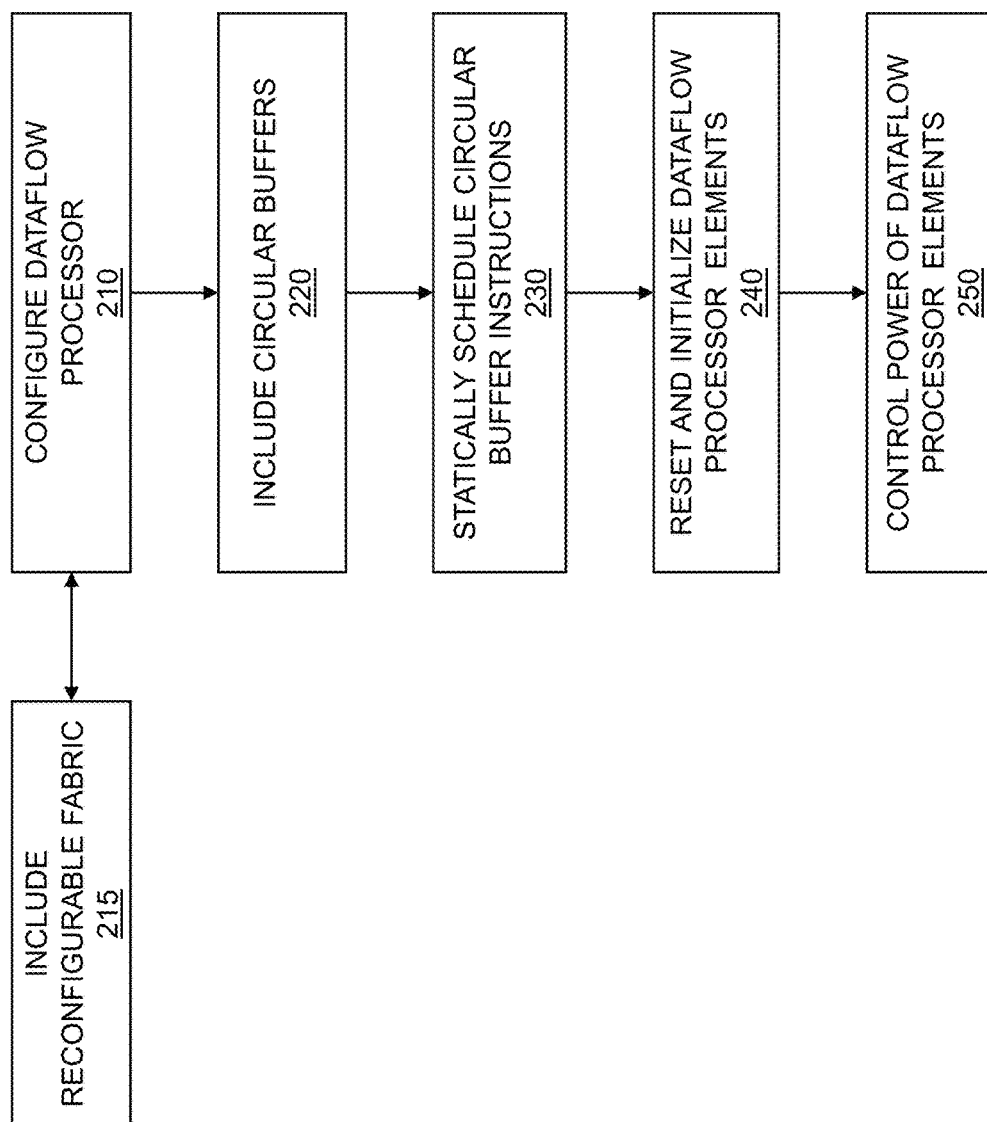 CONFIGURE DATAFLOW
PROCESSOR
210
INCLUDE
RECONFIGURABLE FABRIC
215
INCLUDE CIRCULAR BUFFERS
220
STATICALLY SCHEDULE CIRCULAR
BUFFER INSTRUCTIONS
230
RESET AND INITIALIZE DATAFLOW
PROCESSOR ELEMENTS
240
CONTROL POWER OF DATAFLOW
PROCESSOR ELEMENTS
250